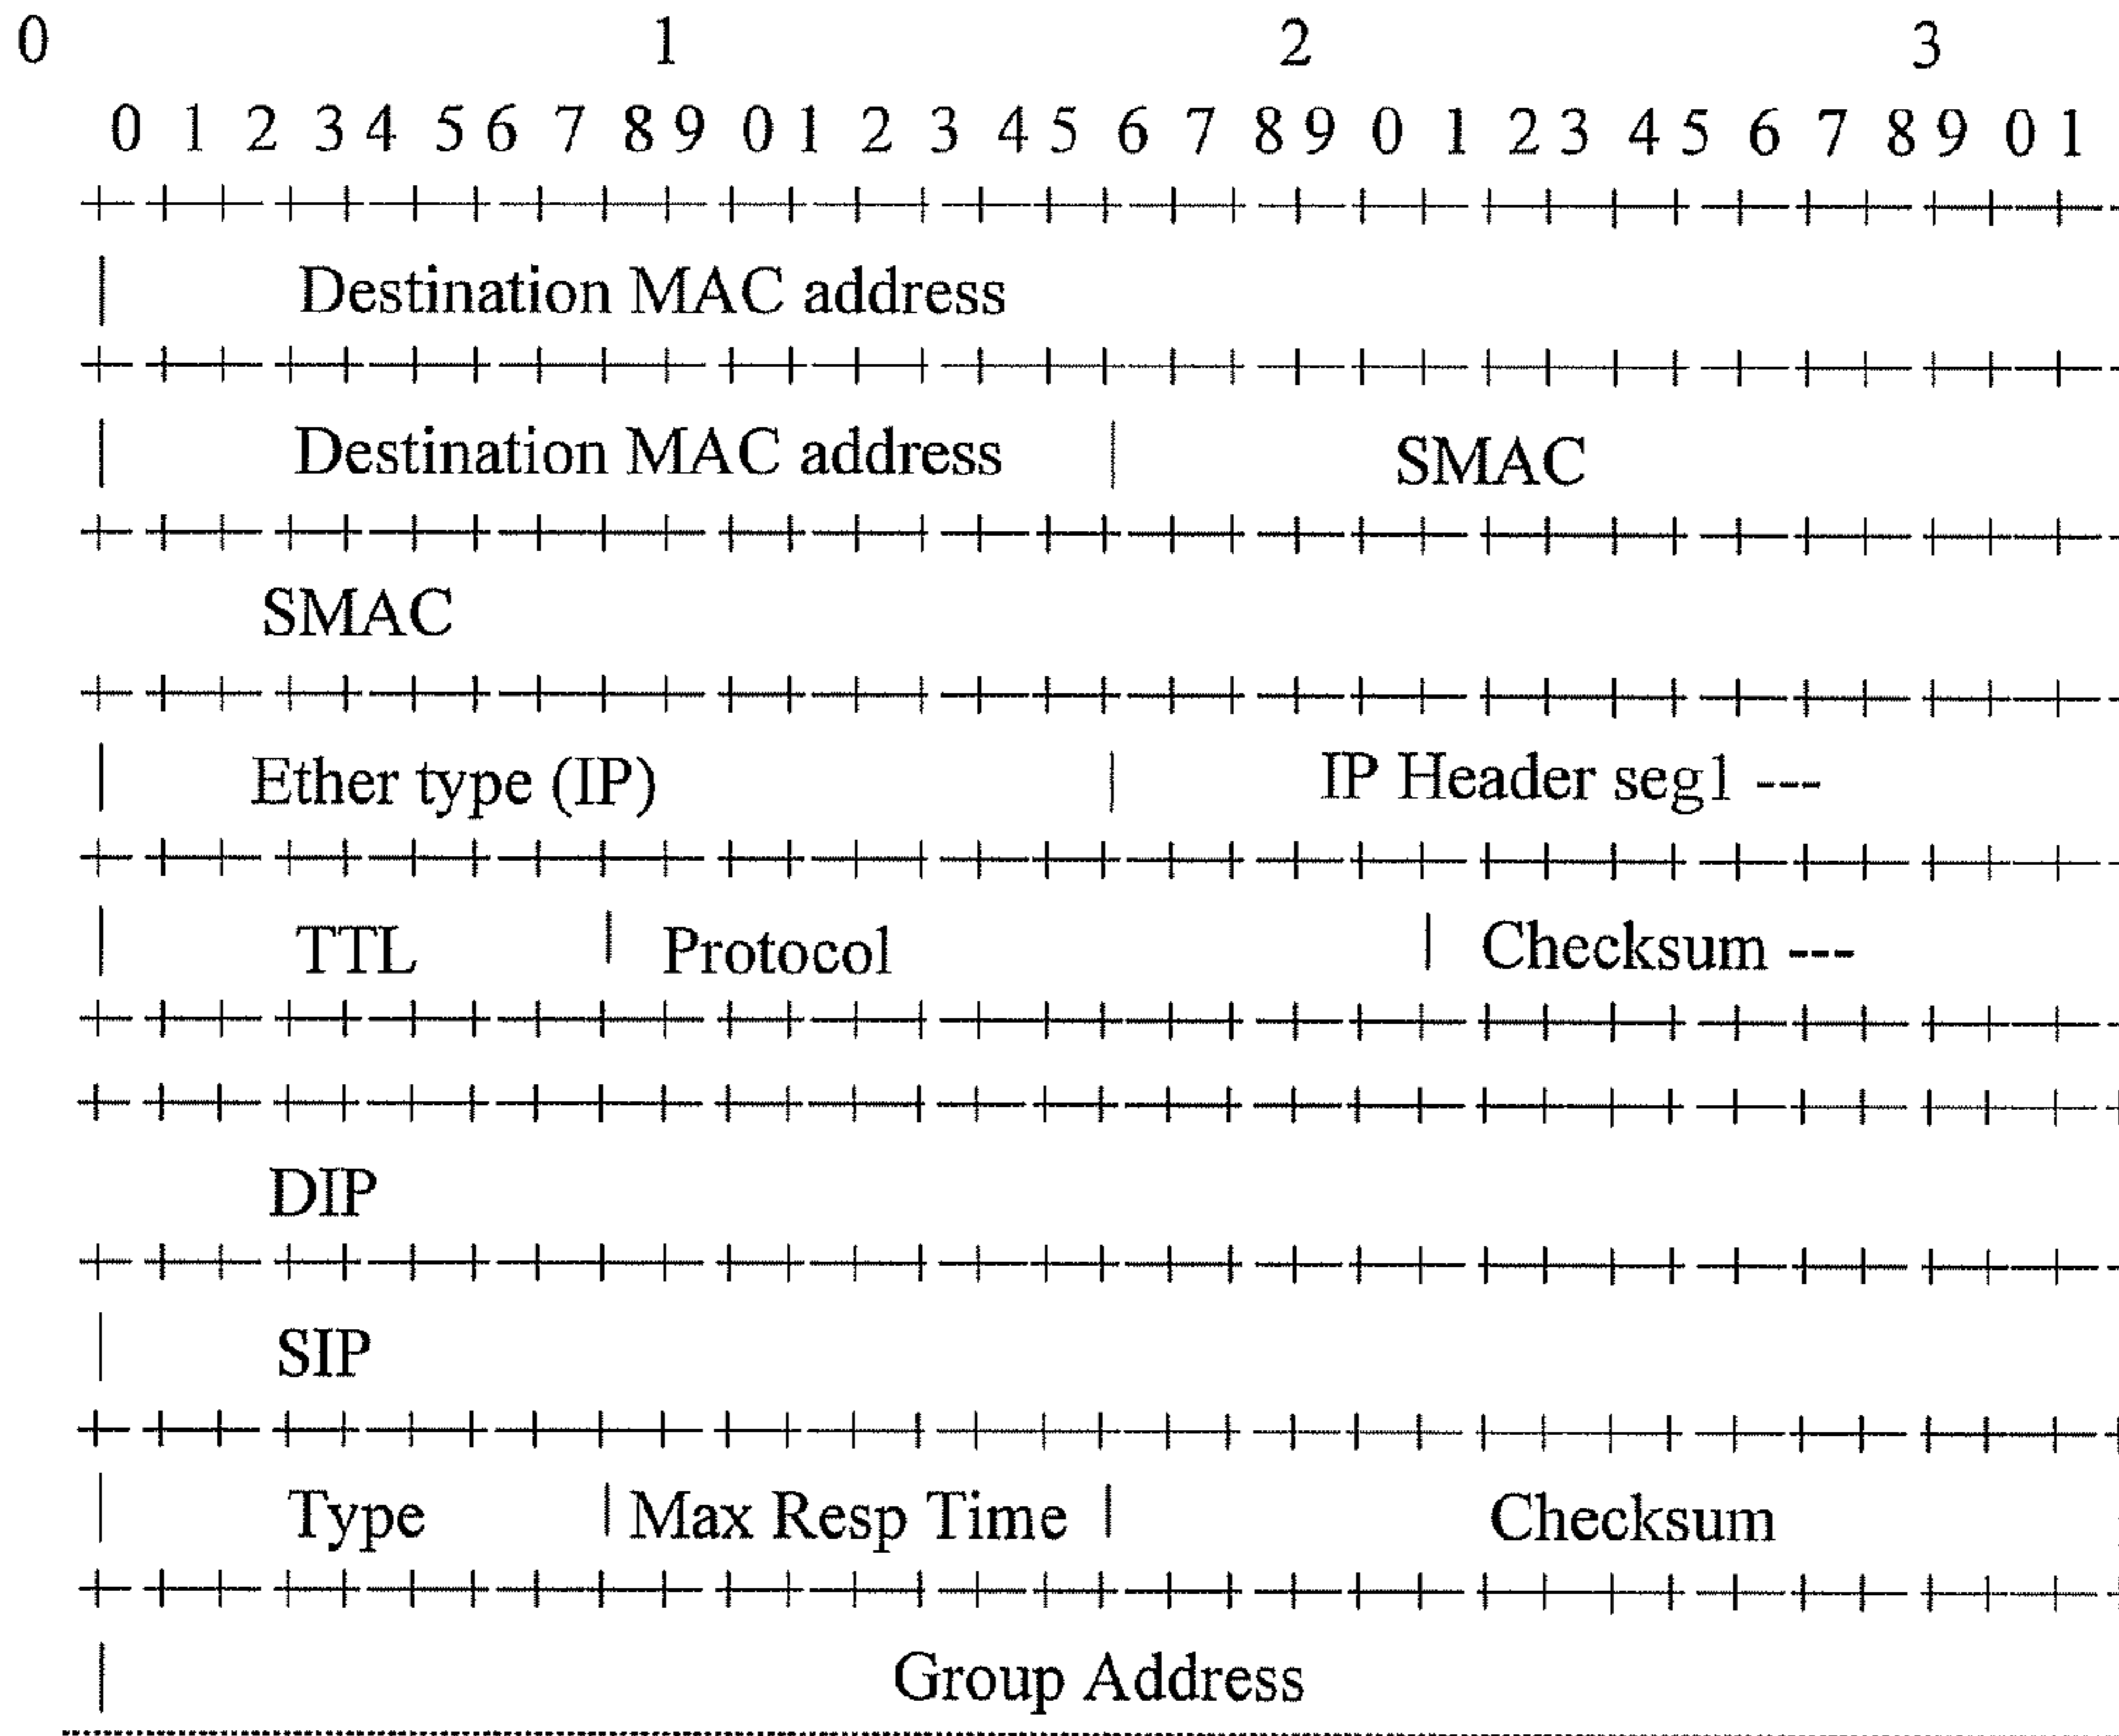 0 1 2 3
0 1 2 3 4 5 6 7 8 9 0 1 2 3 4 5 6 7 8 9 0 1 2 3 4 5 6 7 8 9 0 1
Destination MAC address
Destination MAC address | SMAC
SMAC
Ether type (IP) | IP Header seg1 ---
TTL | Protocol | Checksum ---
DIP
SIP
Type | Max Resp Time | Checksum
Group Address